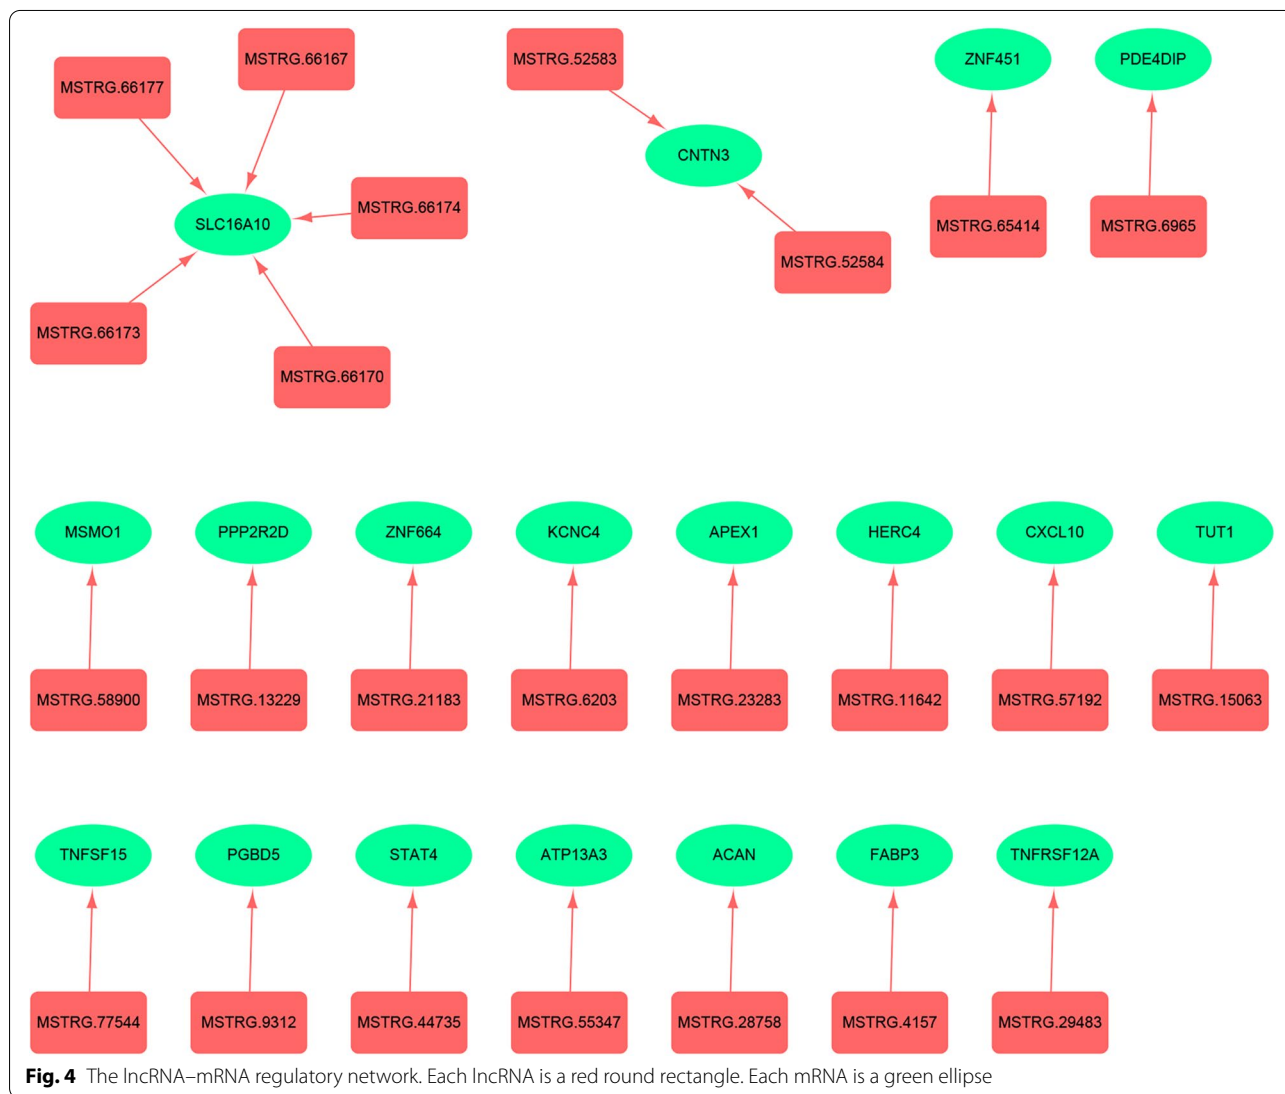 MSTRG.66177
MSTRG.66167
MSTRG.66174
SLC16A10
MSTRG.66173
MSTRG.66170
MSTRG.52583
CNTN3
MSTRG.52584
ZNF451
PDE4DIP
MSTRG.65414
MSTRG.6965
MSMO1
PPP2R2D
ZNF664
KCNC4
APEX1
HERC4
CXCL10
TUT1
MSTRG.58900
MSTRG.13229
MSTRG.21183
MSTRG.6203
MSTRG.23283
MSTRG.11642
MSTRG.57192
MSTRG.15063
TNFSF15
PGBD5
STAT4
ATP13A3
ACAN
FABP3
TNFRSF12A
MSTRG.77544
MSTRG.9312
MSTRG.44735
MSTRG.55347
MSTRG.28758
MSTRG.4157
MSTRG.29483
Fig. 4 The lncRNA–mRNA regulatory network. Each lncRNA is a red round rectangle. Each mRNA is a green ellipse